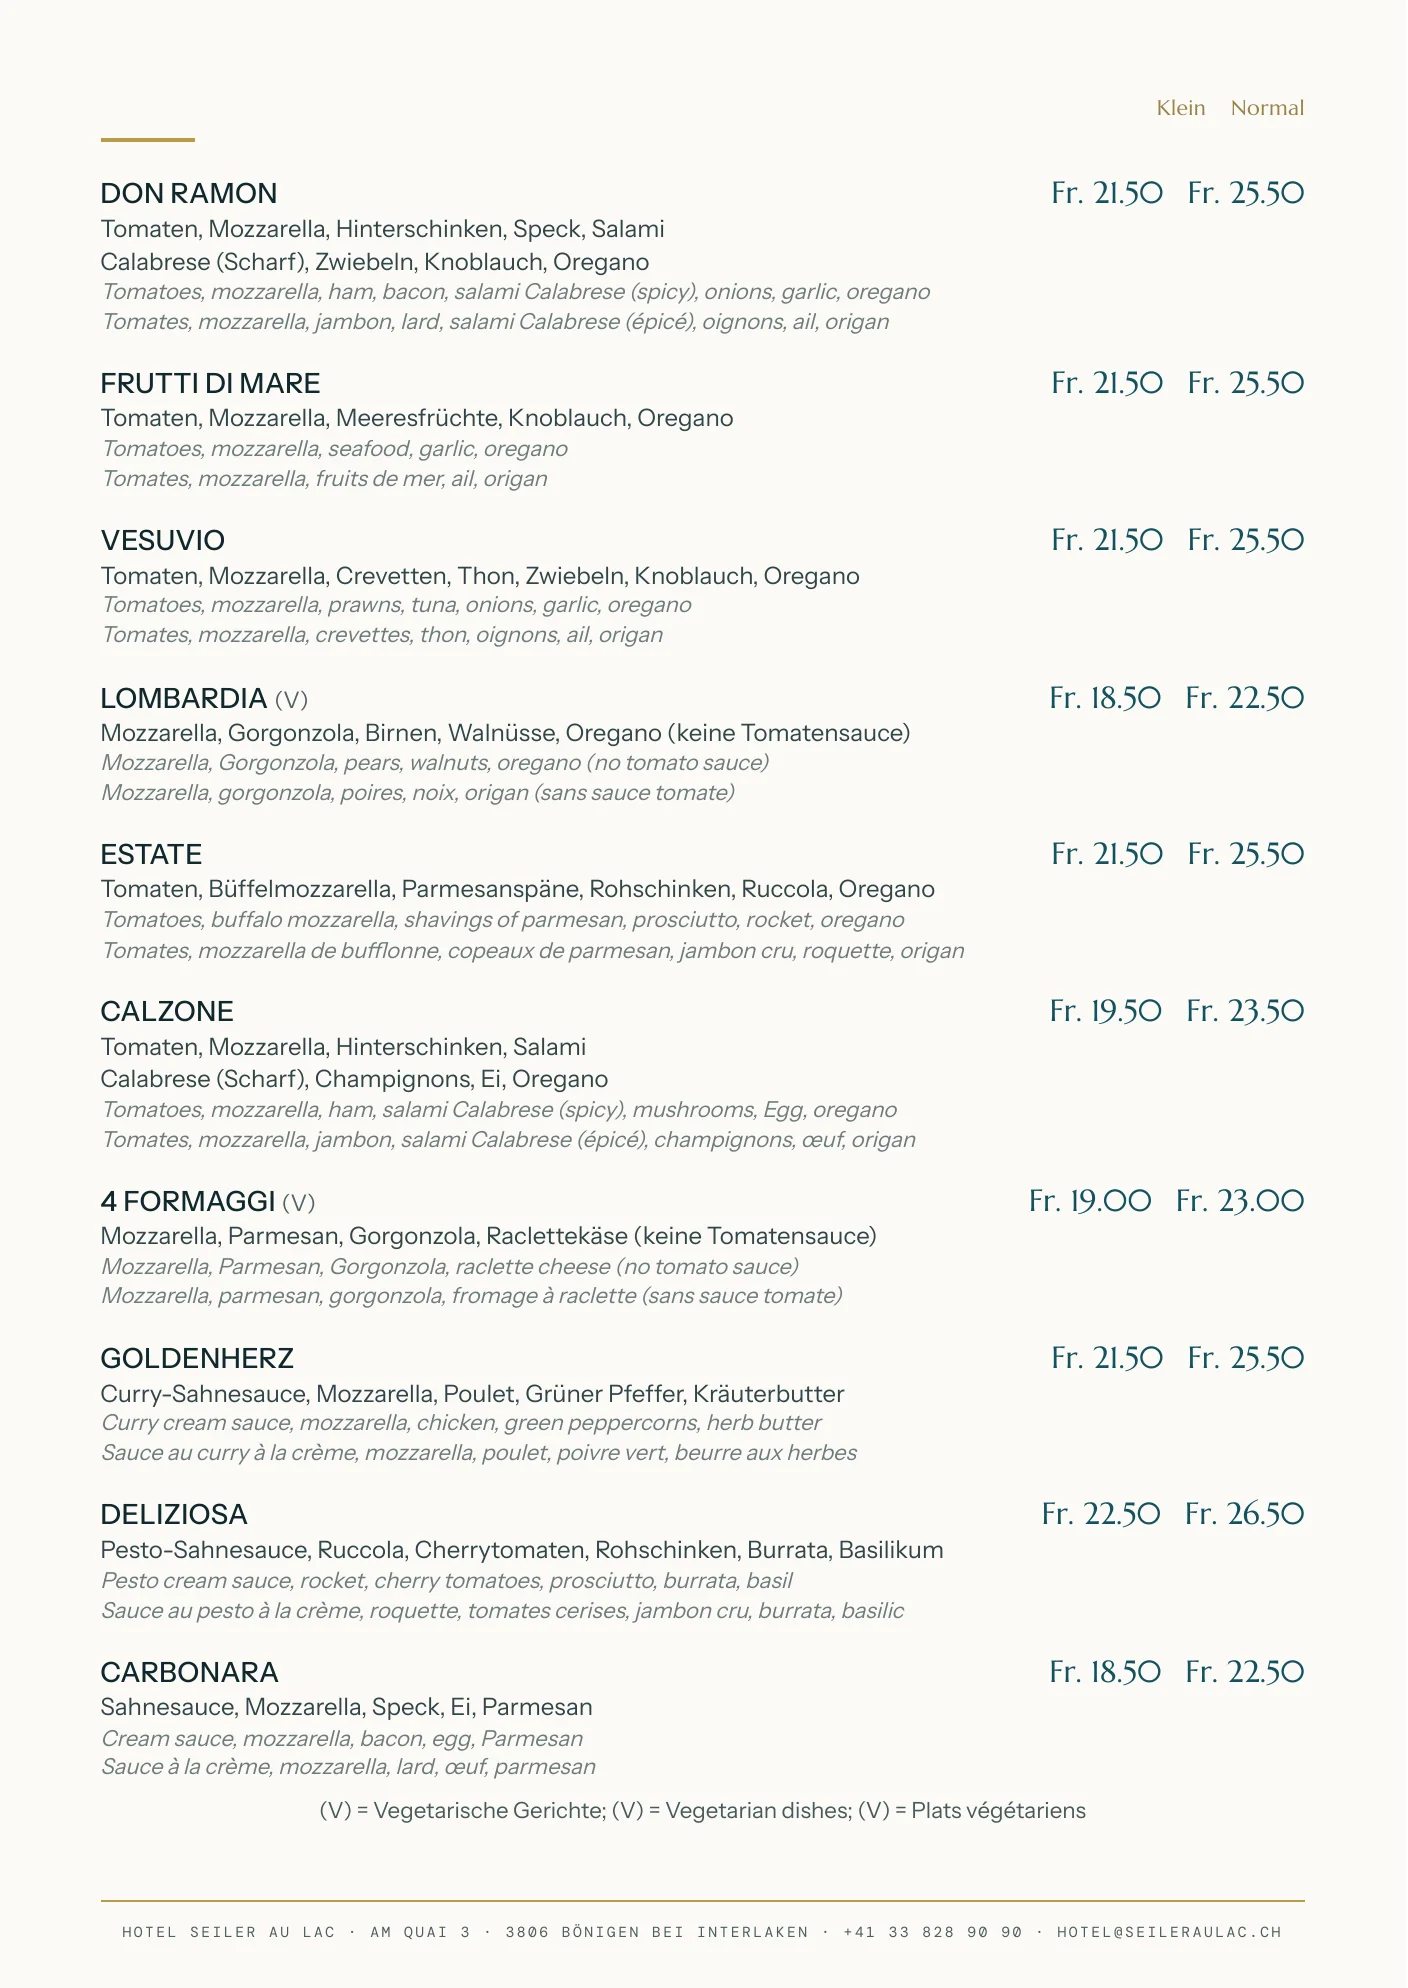 Klein Normal
DON RAMON Fr. 21.50 Fr. 25.50
Tomaten, Mozzarella, Hinterschinken, Speck, Salami
Calabrese (Scharf), Zwiebeln, Knoblauch, Oregano
Tomatoes, mozzarella, ham, bacon, salami Calabrese (spicy), onions, garlic, oregano
Tomates, mozzarella, jambon, lard, salami Calabrese (épicé), oignons, ail, origan
FRUTTI DI MARE Fr. 21.50 Fr. 25.50
Tomaten, Mozzarella, Meeresfrüchte, Knoblauch, Oregano
Tomatoes, mozzarella, seafood, garlic, oregano
Tomates, mozzarella, fruits de mer, ail, origan
VESUVIO Fr. 21.50 Fr. 25.50
Tomaten, Mozzarella, Crevetten, Thon, Zwiebeln, Knoblauch, Oregano
Tomatoes, mozzarella, prawns, tuna, onions, garlic, oregano
Tomates, mozzarella, crevettes, thon, oignons, ail, origan
LOMBARDIA (V) Fr. 18.50 Fr. 22.50
Mozzarella, Gorgonzola, Birnen, Walnüsse, Oregano (keine Tomatensauce)
Mozzarella, Gorgonzola, pears, walnuts, oregano (no tomato sauce)
Mozzarella, gorgonzola, poires, noix, origan (sans sauce tomate)
ESTATE Fr. 21.50 Fr. 25.50
Tomaten, Büffelmozzarella, Parmesanspäne, Rohschinken, Ruccola, Oregano
Tomatoes, buffalo mozzarella, shavings of parmesan, prosciutto, rocket, oregano
Tomates, mozzarella de bufflonne, copeaux de parmesan, jambon cru, roquette, origan
CALZONE Fr. 19.50 Fr. 23.50
Tomaten, Mozzarella, Hinterschinken, Salami
Calabrese (Scharf), Champignons, Ei, Oregano
Tomatoes, mozzarella, ham, salami Calabrese (spicy), mushrooms, Egg, oregano
Tomates, mozzarella, jambon, salami Calabrese (épicé), champignons, œuf, origan
4 FORMAGGI (V) Fr. 19.00 Fr. 23.00
Mozzarella, Parmesan, Gorgonzola, Raclettekäse (keine Tomatensauce)
Mozzarella, Parmesan, Gorgonzola, raclette cheese (no tomato sauce)
Mozzarella, parmesan, gorgonzola, fromage à raclette (sans sauce tomate)
GOLDENHERZ Fr. 21.50 Fr. 25.50
Curry-Sahnesauce, Mozzarella, Poulet, Grüner Pfeffer, Kräuterbutter
Curry cream sauce, mozzarella, chicken, green peppercorns, herb butter
Sauce au curry à la crème, mozzarella, poulet, poivre vert, beurre aux herbes
DELIZIOSA Fr. 22.50 Fr. 26.50
Pesto-Sahnesauce, Ruccola, Cherrytomaten, Rohschinken, Burrata, Basilikum
Pesto cream sauce, rocket, cherry tomatoes, prosciutto, burrata, basil
Sauce au pesto à la crème, roquette, tomates cerises, jambon cru, burrata, basilic
CARBONARA Fr. 18.50 Fr. 22.50
Sahnesauce, Mozzarella, Speck, Ei, Parmesan
Cream sauce, mozzarella, bacon, egg, Parmesan
Sauce à la crème, mozzarella, lard, œuf, parmesan
(V) = Vegetarische Gerichte; (V) = Vegetarian dishes; (V) = Plats végétariens
HOTEL SEILER AU LAC · AM QUAI 3 · 3806 BÖNIGEN BEI INTERLAKEN · +41 33 828 90 90 · HOTEL@SEILERAULAC.CH